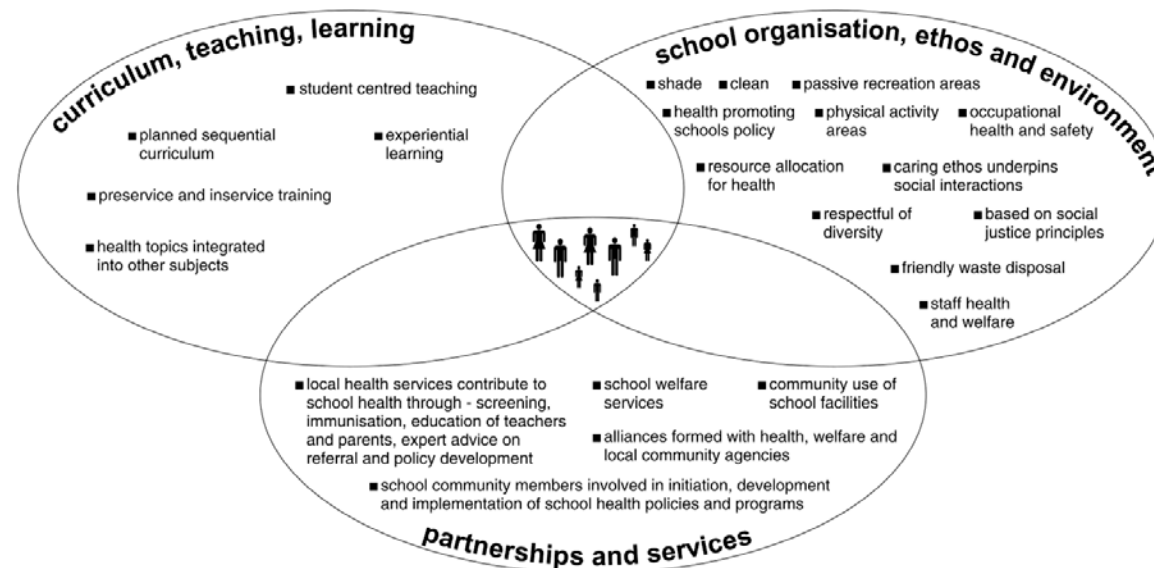 curriculum, teaching, learning
■ student centred teaching
■ planned sequential
curriculum
■ experiential
learning
■ preservice and inservice training
■ health topics integrated
into other subjects
school organisation, ethos and environment
■ shade ■ clean ■ passive recreation areas
■ health promoting
schools policy
■ physical activity
areas
■ occupational
health and safety
■ resource allocation
for health
■ caring ethos underpins
social interactions
■ respectful of
diversity
■ based on social
justice principles
■ friendly waste disposal
■ staff health
and welfare
■ local health services contribute to
school health through - screening,
immunisation, education of teachers
and parents, expert advice on
referral and policy development
■ school welfare
services
■ community use of
school facilities
■ alliances formed with health, welfare and
local community agencies
■ school community members involved in initiation, development
and implementation of school health policies and programs
partnerships and services